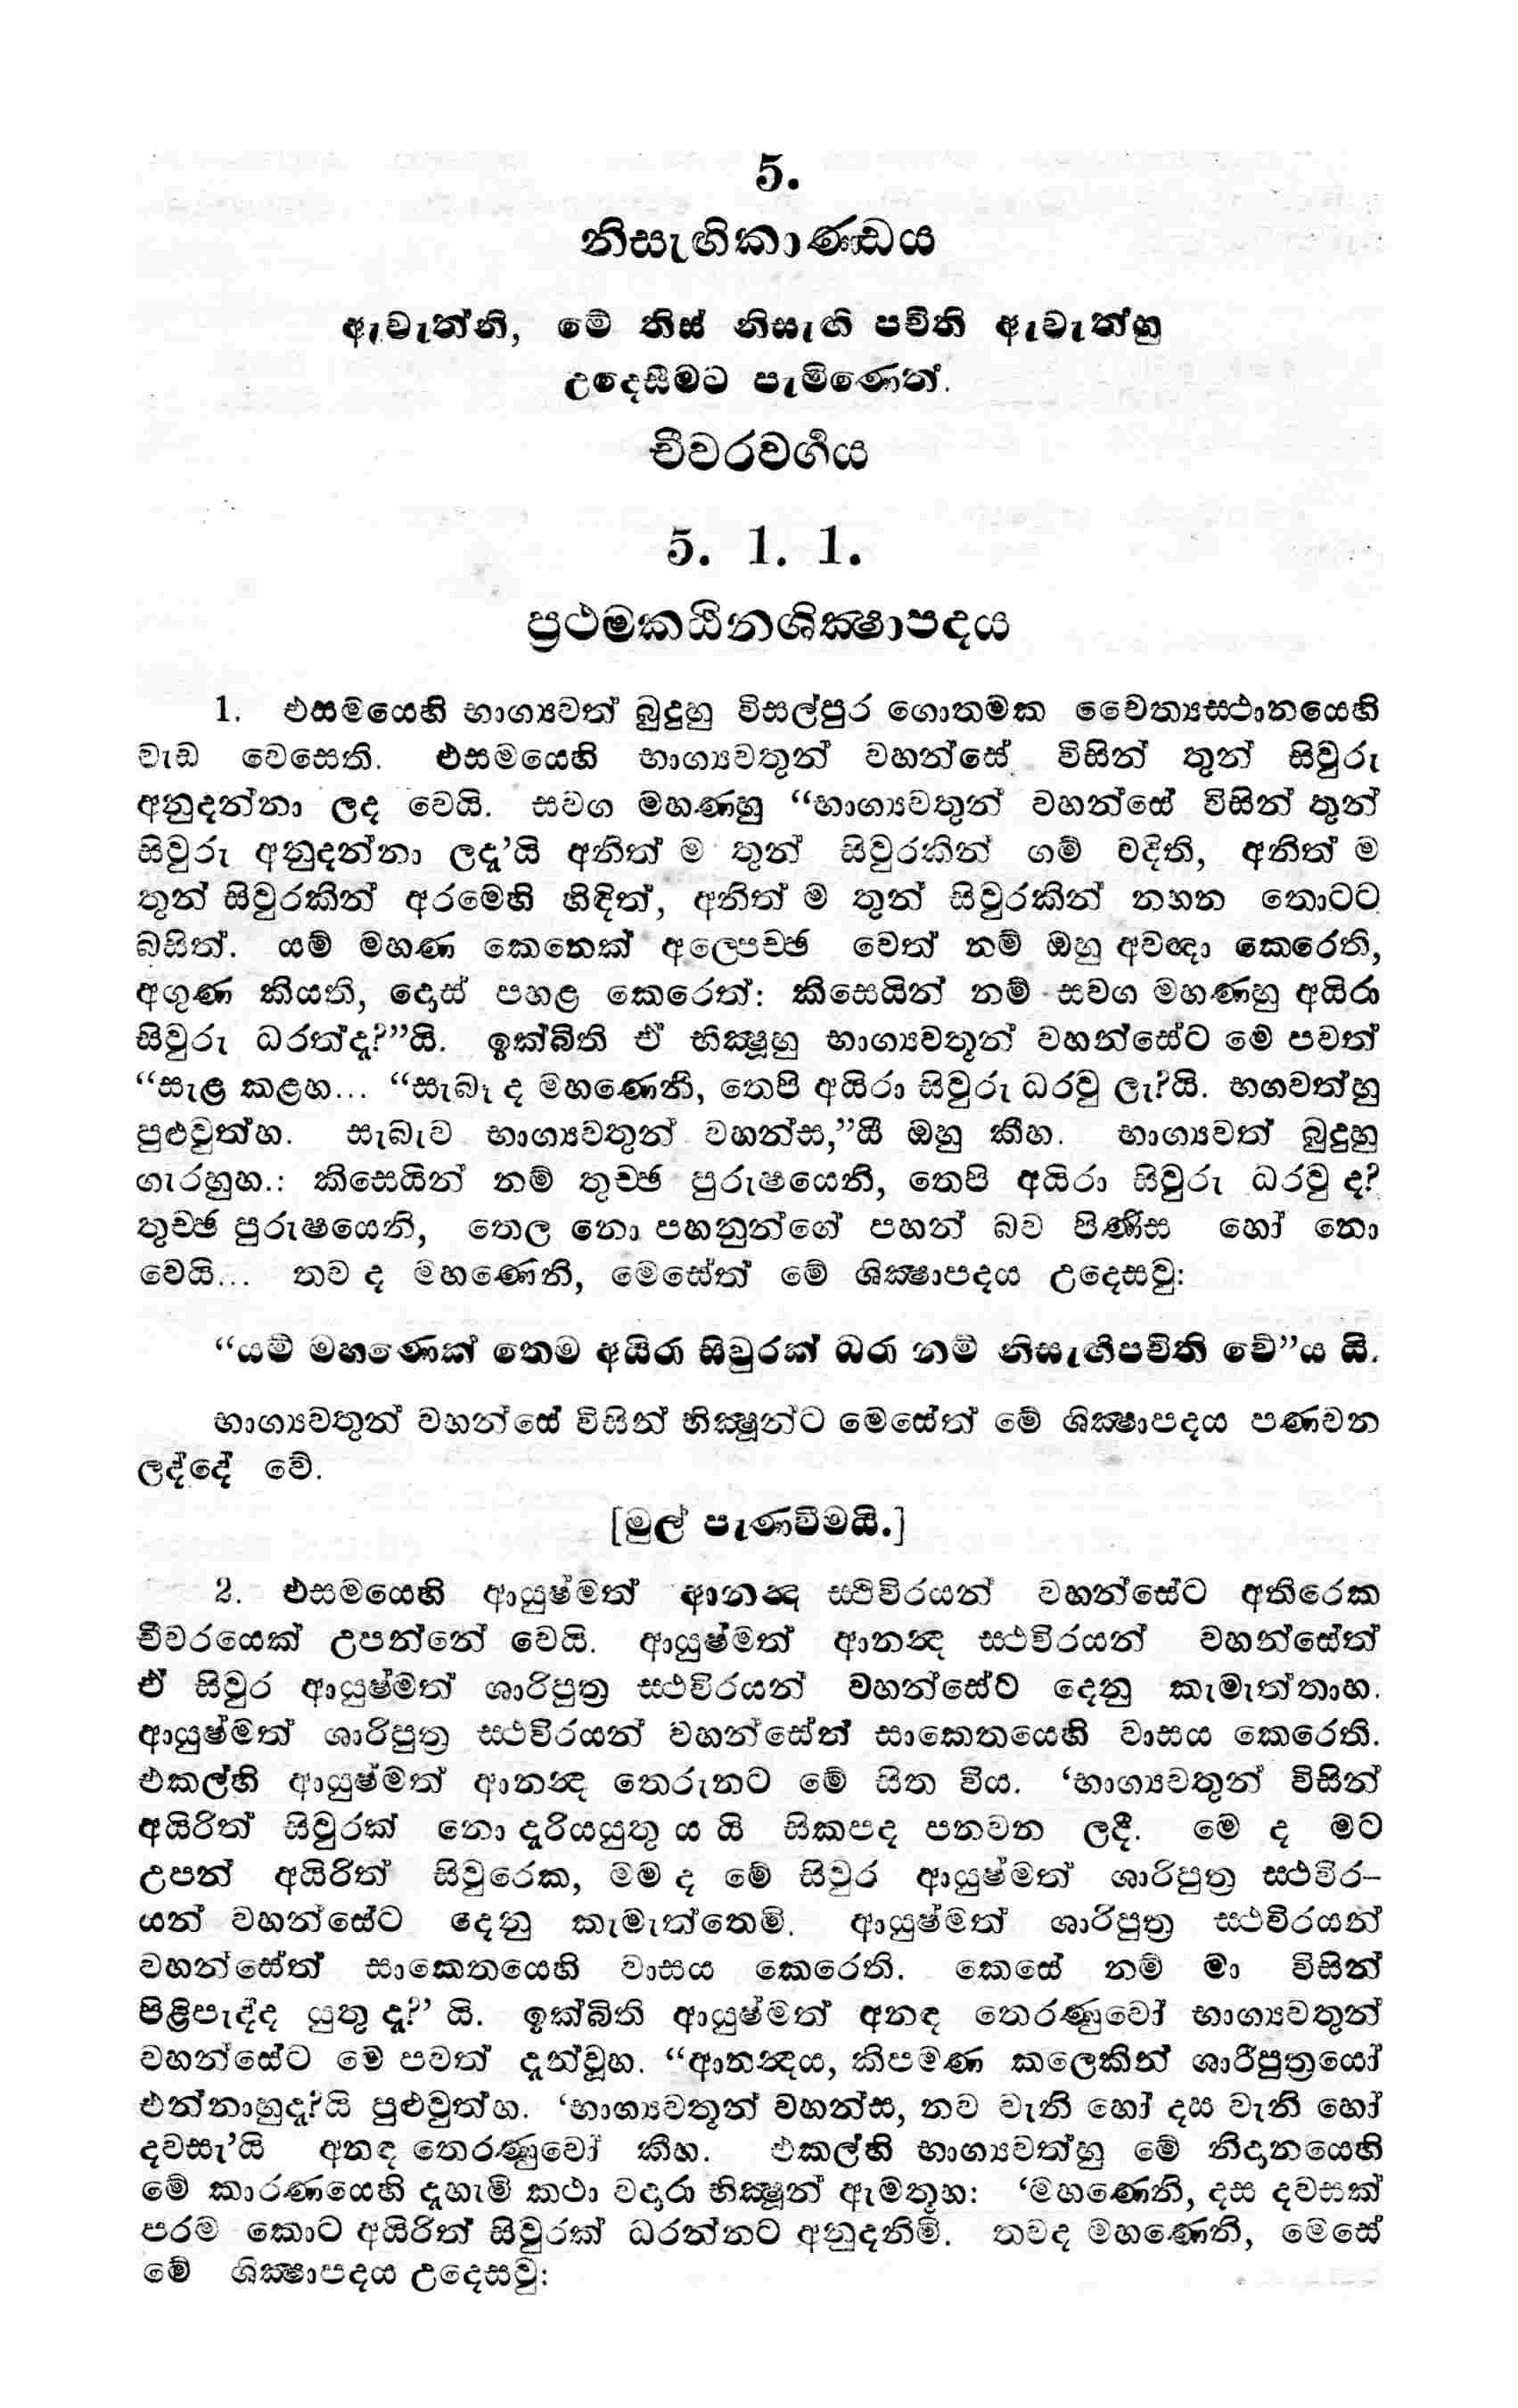 5.
නිසැඟිකාණ්ඩය
ඇවැත්නි, මේ තිස් නිසැඟි පචිති ඇවැත්හු
උදෙසීමට පැමිණෙත්.
චීවරවර්‍ගය
5. 1. 1.
ප්‍රථමකඨිනශික්‍ෂාපදය
1. එසමයෙහි භාග්‍යවත් බුදුහු විසල්පුර ගොතමක චෛත්‍යස්ථානයෙහි
වැඩ වෙසෙති. එසමයෙහි භාග්‍යවතුන් වහන්සේ විසින් තුන් සිවුරු
අනුදන්නා ලද වෙයි. සවග මහණහු “භාග්‍යවතුන් වහන්සේ විසින් තුන්
සිවුරු අනුදන්නා ලදැ’යි අනිත් ම තුන් සිවුරකින් ගම් වදිති, අනිත් ම
තුන් සිවුරකින් අරමෙහි හිඳිත්, අනිත් ම තුන් සිවුරකින් නහන තොටට
බසිත්. යම් මහණ කෙනෙක් අල්පෙච්ඡ වෙත් නම් ඔහු අවඥා කෙරෙති,
අගුණ කියති, දොස් පහළ කෙරෙත්: කිසෙයින් නම් සවග මහණහු අයිරා
සිවුරු ධරත්දැ?”යි. ඉක්බිති ඒ භික්‍ෂූහු භාග්‍යවතූන් වහන්සේට මෙ පවත්
“සැළ කළහ... “සැබෑ ද මහණෙනි, තෙපි අයිරා සිවුරු ධරවු ලැ?යි. භගවත්හු
පුළුවුත්හ. සැබැව භාග්‍යවතුන් වහන්ස,”යී ඔහු කීහ. භාග්‍යවත් බුදුහු
ගැරහුහ.: කිසෙයින් නම් තුච්ඡ පුරුෂයෙනි, තෙපි අයිරා සිවුරු ධරවු ද?
තුච්ඡ පුරුෂයෙනි, තෙල නො පහනුන්ගේ පහන් බව පිණිස හෝ නො
වෙයි... තව ද මහණෙනි, මෙසේත් මේ ශික්‍ෂාපදය උදෙසවු:
“යම් මහණෙක් තෙම අයිරා සිවුරක් ධරා නම් නිසැඟිපචිති වේ”ය යි.
භාග්‍යවතුන් වහන්සේ විසින් භික්‍ෂූන්ට මෙසේත් මේ ශික්‍ෂාපදය පණවන
ලද්දේ වේ.
[මුල් පැණවීමයි.]
2. එසමයෙහි ආයුෂ්මත් ආනන්‍ද ස්ථවිරයන් වහන්සේට අතිරෙක
චීවරයෙක් උපන්නේ වෙයි. ආයුෂ්මත් ආනන්‍ද ස්ථවිරයන් වහන්සේත්
ඒ සිවුර ආයුෂ්මත් ශාරිපුත්‍ර ස්ථවිරයන් වහන්සේට දෙනු කැමැත්තාහ.
ආයුෂ්මත් ශාරිපුත්‍ර ස්ථවිරයන් වහන්සේත් සාකෙතයෙහි වාසය කෙරෙති.
එකල්හි ආයුෂ්මත් ආනන්‍ද තෙරුනට මේ සිත විය. ‘භාග්‍යවතුන් විසින්
අයිරිත් සිවුරක් නො දැරියයුතු ය යි සිකපද පනවන ලදී. මෙ ද මට
උපන් අයිරිත් සිවුරෙක, මම ද මේ සිවුර ආයුෂ්මත් ශාරිපුත්‍ර ස්ථවිර-
යන් වහන්සේට දෙනු කැමැත්තෙමි. ආයුෂ්මත් ශාරිපුත්‍ර ස්ථවිරයන්
වහන්සේත් සාකෙතයෙහි වාසය කෙරෙති. කෙසේ නම් මා විසින්
පිළිපැද්ද යුතු දැ?’ යි. ඉක්බිති ආයුෂ්මත් අනඳ තෙරණුවෝ භාග්‍යවතුන්
වහන්සේට මෙ පවත් දැන්වූහ. “ආනන්‍දය, කිපමණ කලෙකින් ශාරිපුත්‍රයෝ
එන්නාහුදැ?යි පුළුවුත්හ. ‘භාග්‍යවතූන් වහන්ස, නව වැනි හෝ දස වැනි හෝ
දවසැ’යි අනඳ තෙරණුවෝ කීහ. එකල්හි භාග්‍යවත්හු මේ නිදානයෙහි
මේ කාරණයෙහි දැහැමි කථා වදාරා භික්‍ෂූන් ඇමතූහ: ‘මහණෙනි, දස දවසක්
පරම කොට අයිරිත් සිවුරක් ධරන්නට අනුදනිමි. තවද මහණෙනි, මෙසේ
මේ ශික්‍ෂාපදය උදෙසවු: